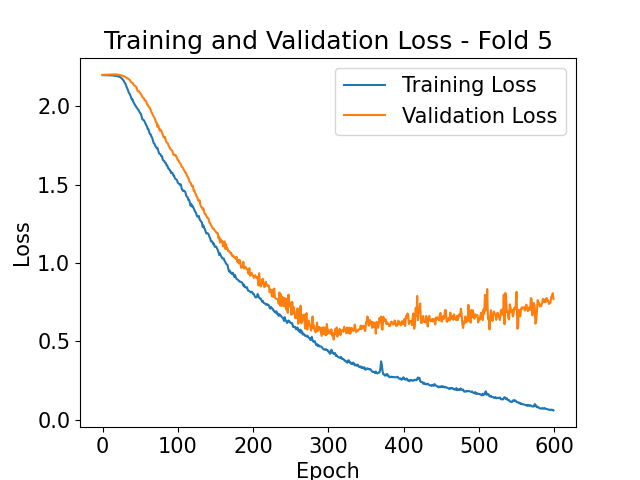 Training and Validation Loss - Fold 5
Training Loss
Validation Loss
Loss
2.0
1.5
1.0
0.5
0.0
0 100 200 300 400 500 600
Epoch